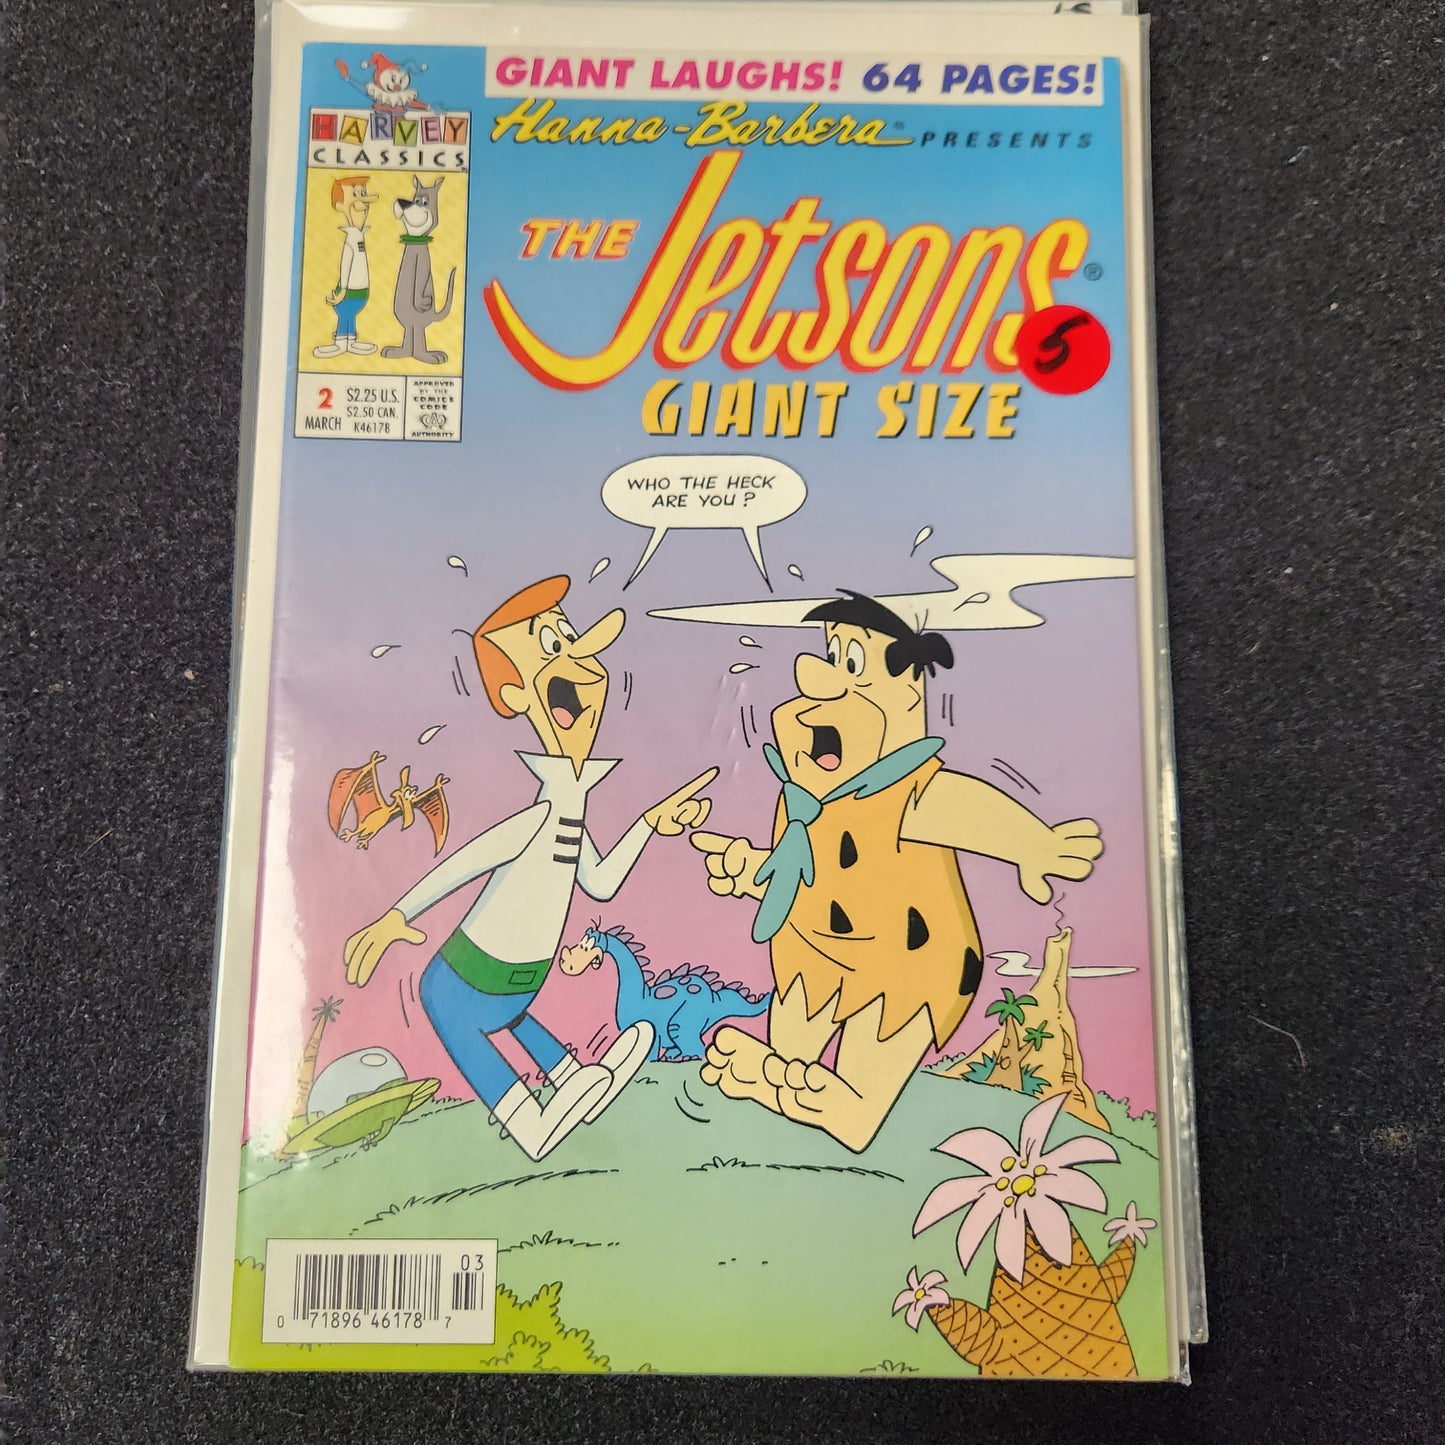 GIANT LAUGHS! 64 PAGES!
HARVEY
CLASSICS
Hanna-Barbera PRESENTS
THE Jetsons®
5
GIANT SIZE
2
MARCH
$2.25 U.S.
$2.50 CAN.
K46178
APPROVED
BY THE
COMICS
CODE
AUTHORITY
WHO THE HECK
ARE YOU?
03
0 71896 46178 7